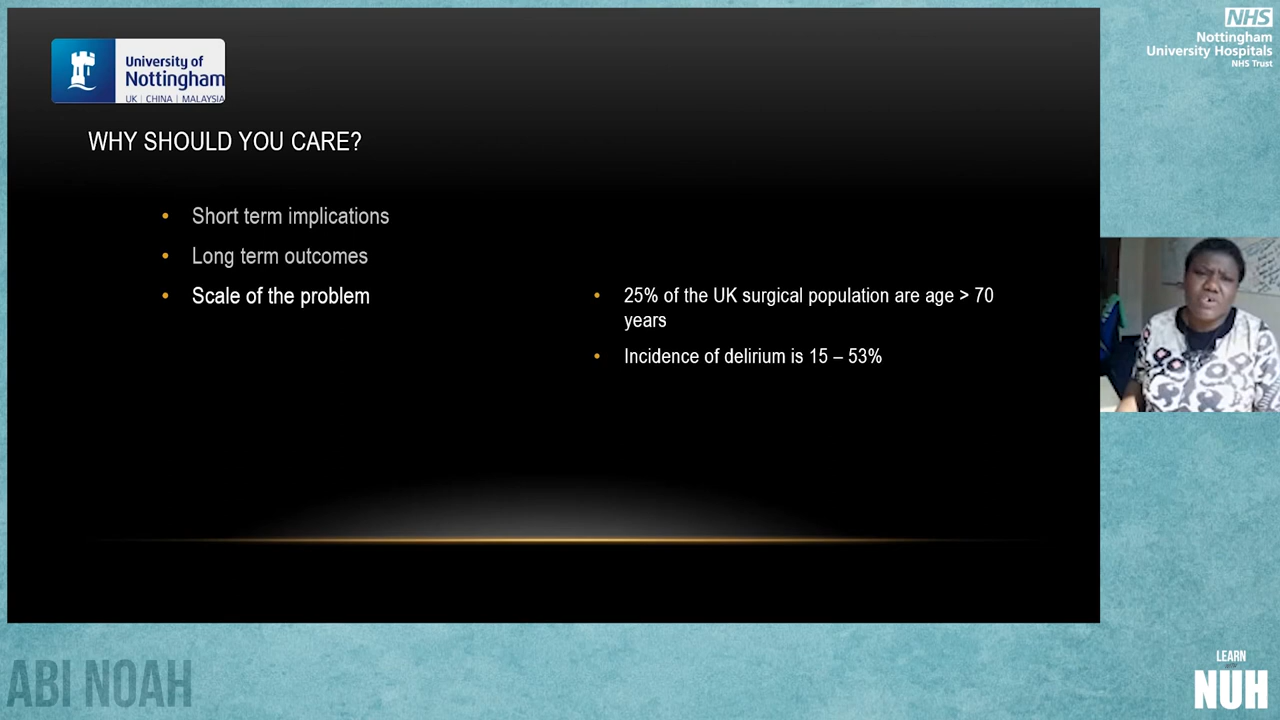 University of
Nottingham
UK | CHINA | MALAYSIA
WHY SHOULD YOU CARE?
• Short term implications
• Long term outcomes
• Scale of the problem
• 25% of the UK surgical population are age > 70
years
• Incidence of delirium is 15 – 53%
NHS
Nottingham
University Hospitals
NHS Trust
ABI NOAH
LEARN
NUH